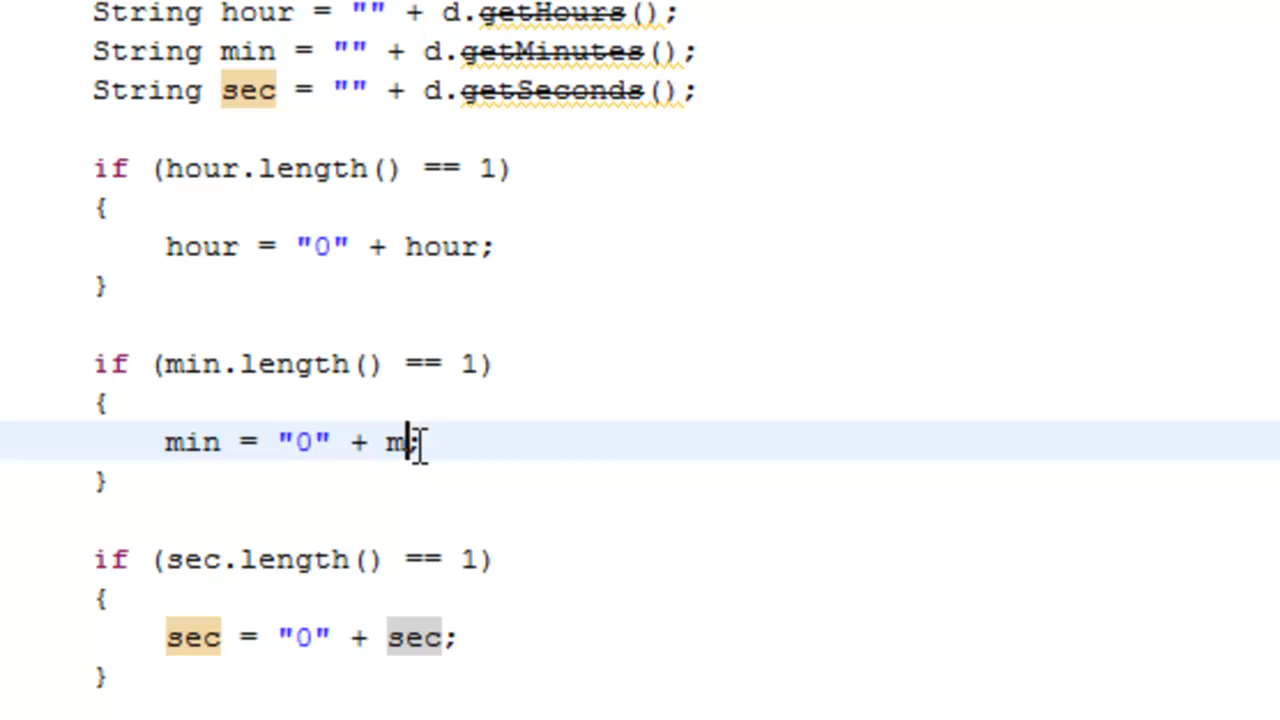 String hour = "" + d.getHours();
String min = "" + d.getMinutes();
String sec = "" + d.getSeconds();
if (hour.length() == 1)
{
hour = "0" + hour;
}
if (min.length() == 1)
{
min = "0" + m;
}
if (sec.length() == 1)
{
sec = "0" + sec;
}